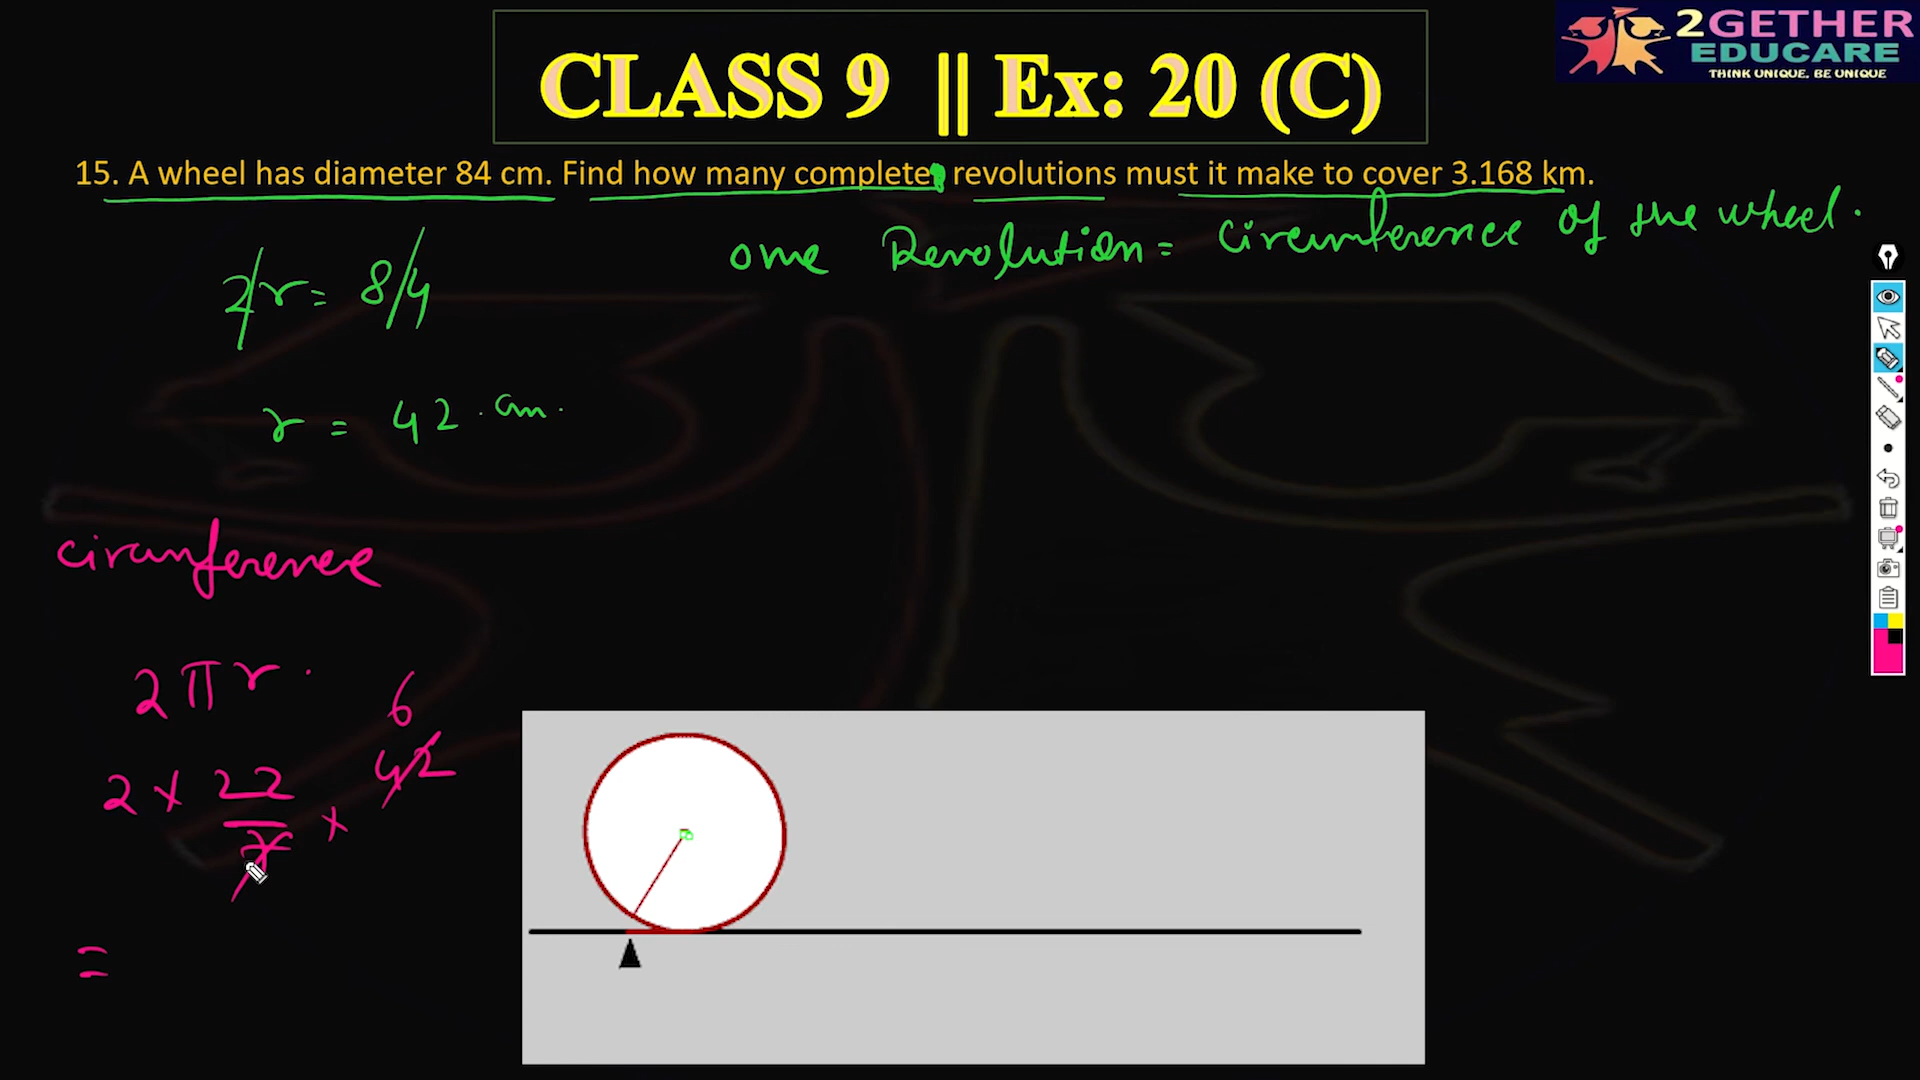 2GETHER
EDUCARE
THINK UNIQUE. BE UNIQUE
CLASS 9 || Ex: 20 (C)
15. A wheel has diameter 84 cm. Find how many complete revolutions must it make to cover 3.168 km.
one Revolution = Circumference of the wheel.
2r = 84
r = 42 cm.
circumference
2πr.
6
2 × 22 × 42
7
=